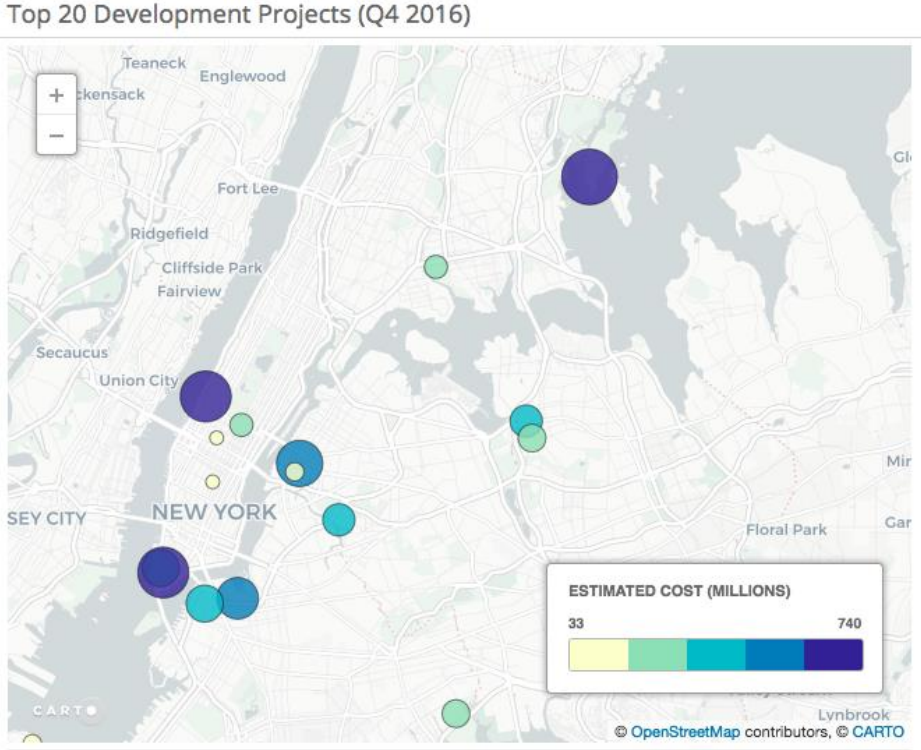 Top 20 Development Projects (Q4 2016)
Teaneck
Englewood
ckensack
+
−
Gl
Fort Lee
Ridgefield
Cliffside Park
Fairview
Secaucus
Union City
Mir
SEY CITY
NEW YORK
Floral Park
Gar
ESTIMATED COST (MILLIONS)
33 740
Lynbrook
CARTO
© OpenStreetMap contributors, © CARTO